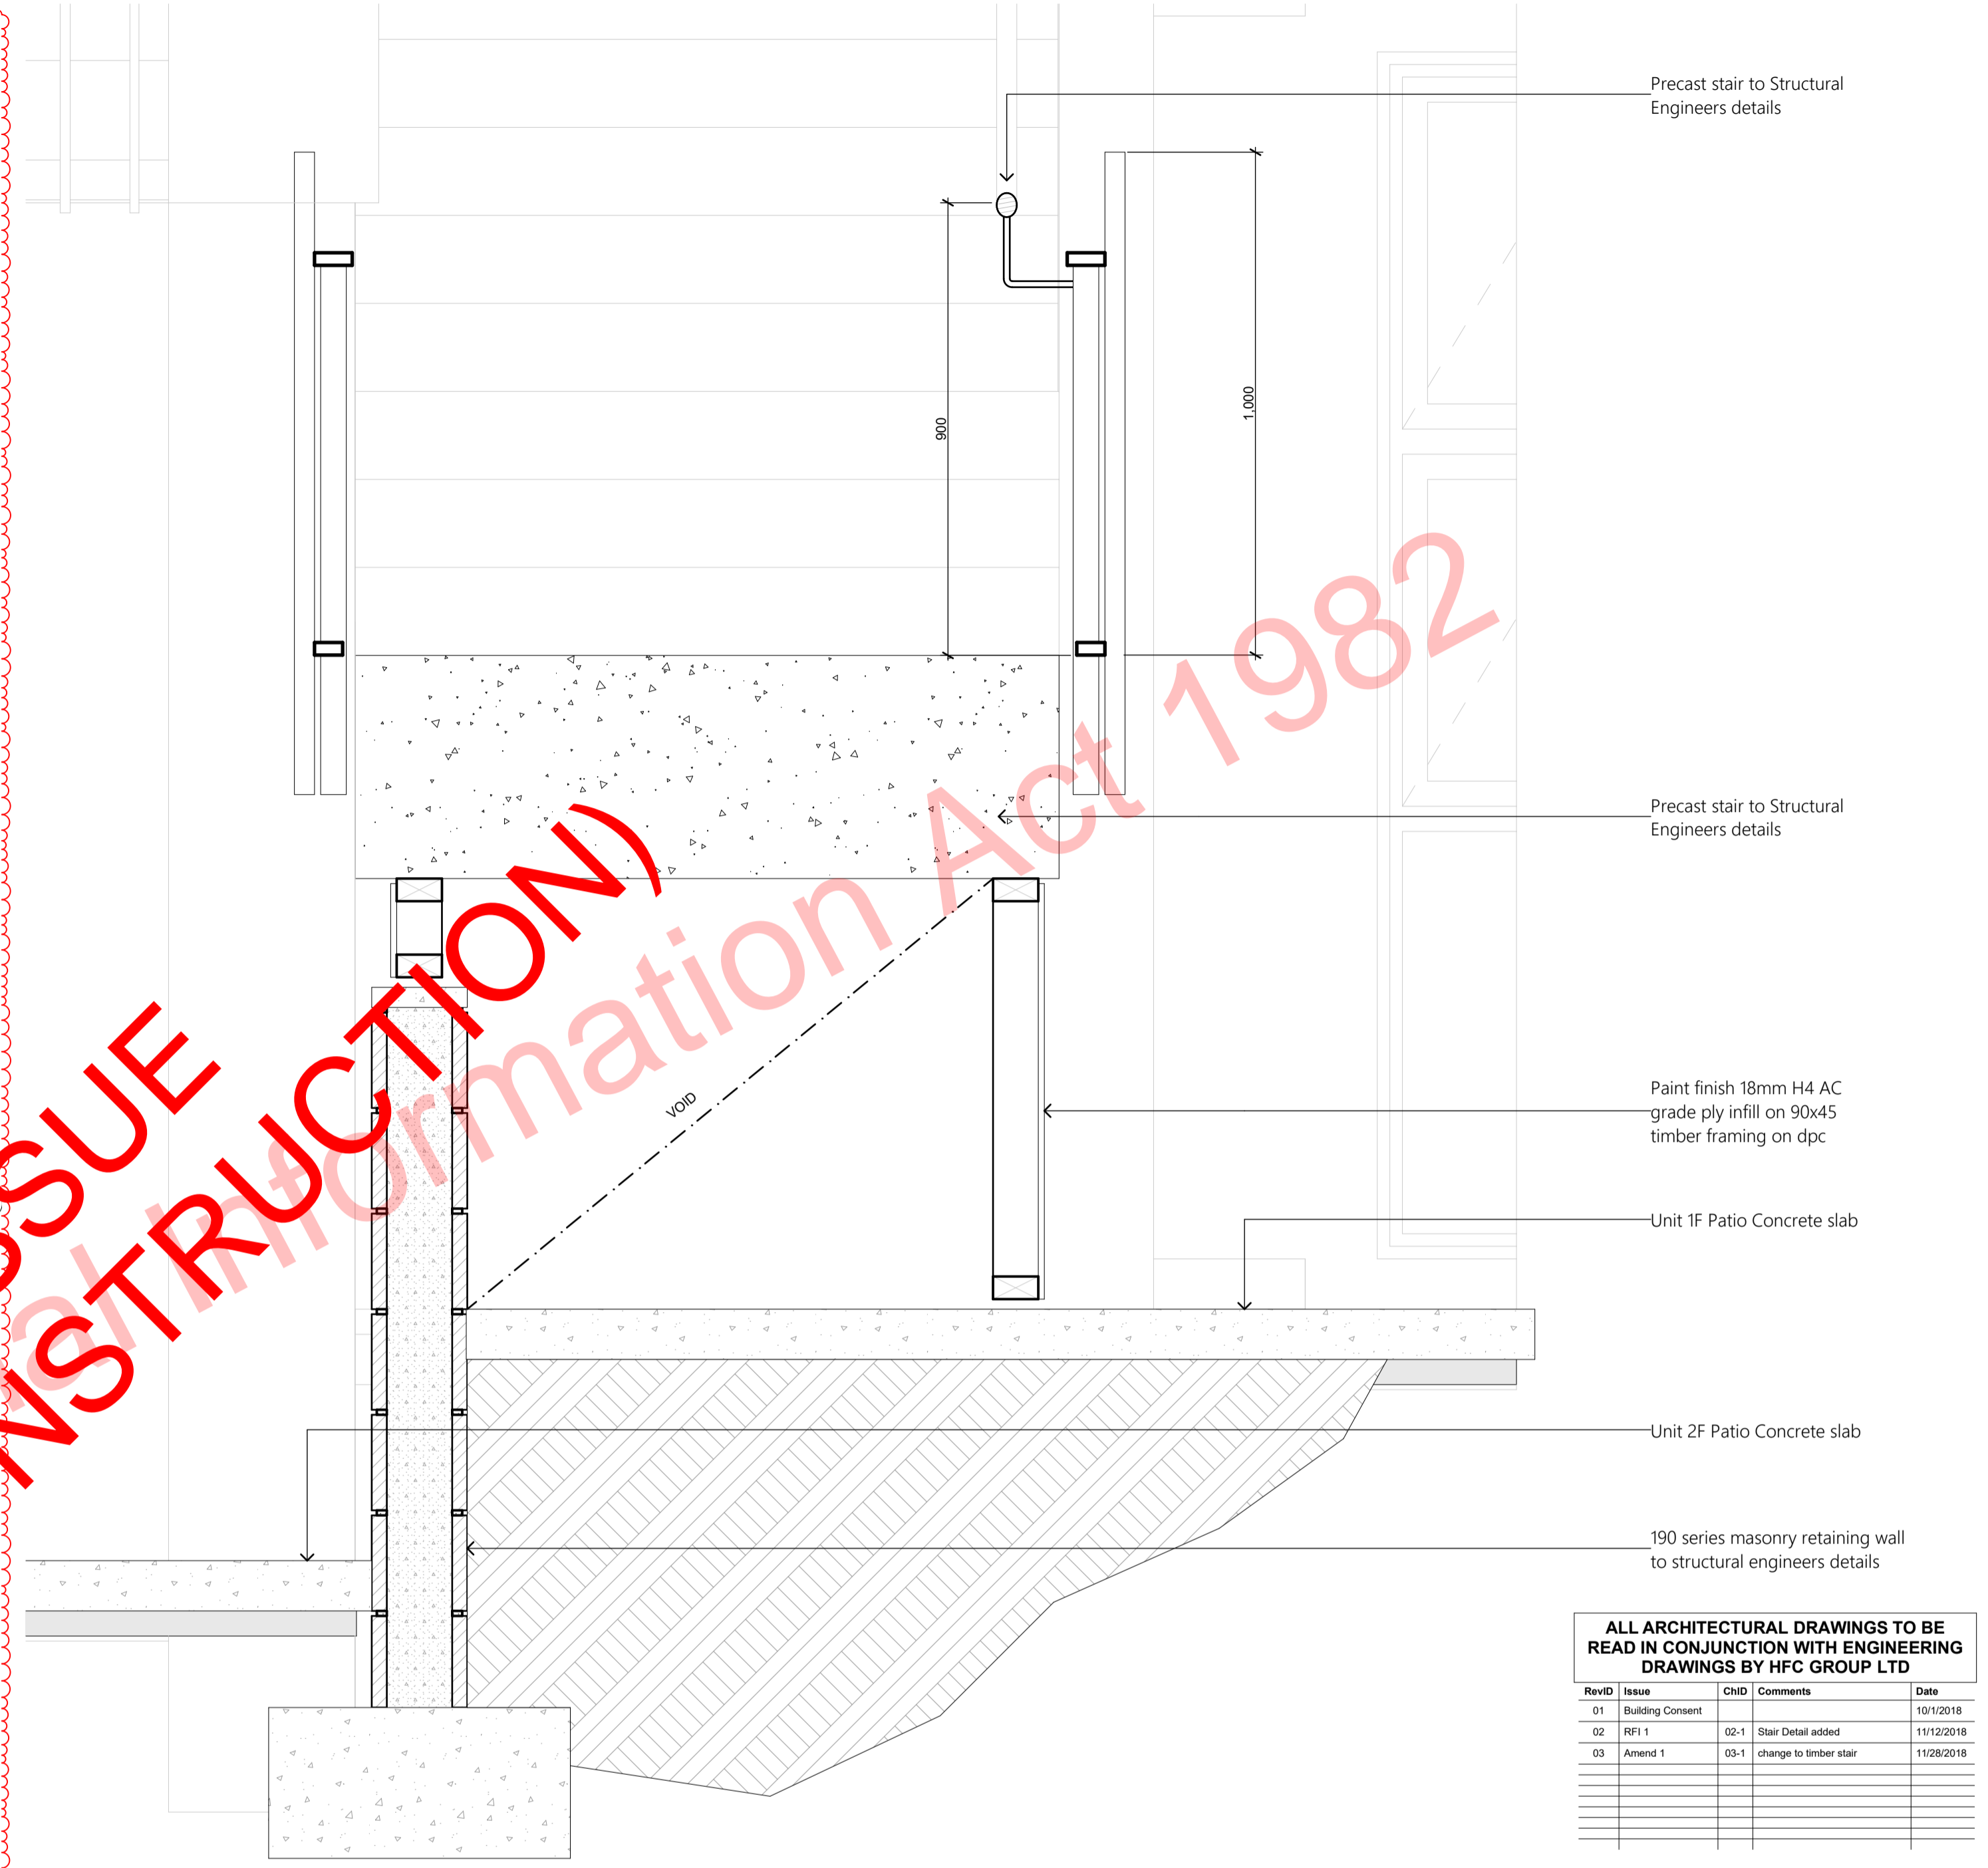 Precast stair to Structural
Engineers details
900
1,000
Precast stair to Structural
Engineers details
VOID
Paint finish 18mm H4 AC
grade ply infill on 90x45
timber framing on dpc
Unit 1F Patio Concrete slab
Unit 2F Patio Concrete slab
190 series masonry retaining wall
to structural engineers details
SSUE
NSTRUCTION)
al Information Act 1982
ALL ARCHITECTURAL DRAWINGS TO BE
READ IN CONJUNCTION WITH ENGINEERING
DRAWINGS BY HFC GROUP LTD
RevID Issue ChID Comments Date
01 Building Consent 10/1/2018
02 RFI 1 02-1 Stair Detail added 11/12/2018
03 Amend 1 03-1 change to timber stair 11/28/2018